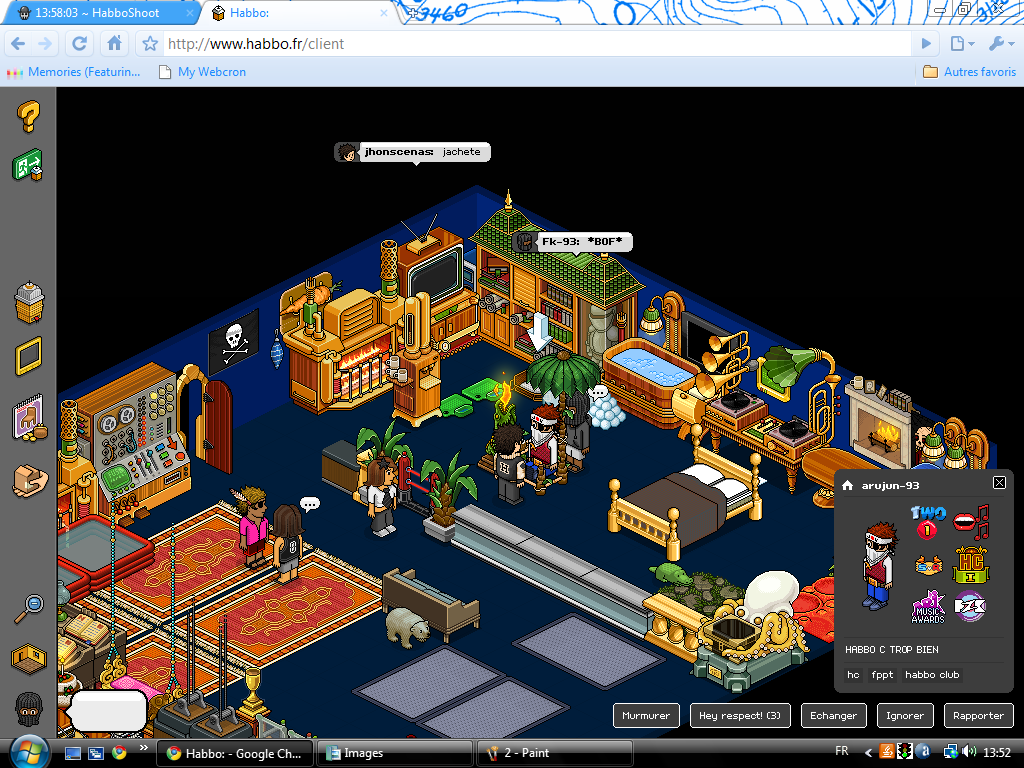 13:58:03 ~ HabboShoot
Habbo:
3460
http://www.habbo.fr/client
Memories (Featurin...
My Webcron
Autres favoris
jhonscenas: jachete
Fk-93: *BOF*
arujun-93
TWO
1
HC
I
MUSIC
AWARDS
Z
HABBO C TROP BIEN
hc
fppt
habbo club
Murmurer
Hey respect! (3)
Echanger
Ignorer
Rapporter
Habbo: - Google Ch...
Images
2 - Paint
FR
13:52